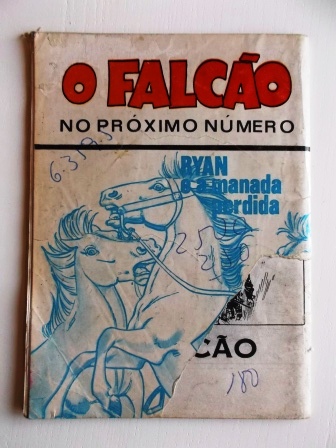 O FALCÃO
NO PRÓXIMO NÚMERO
RYAN
e a manada
perdida
CÃO
180